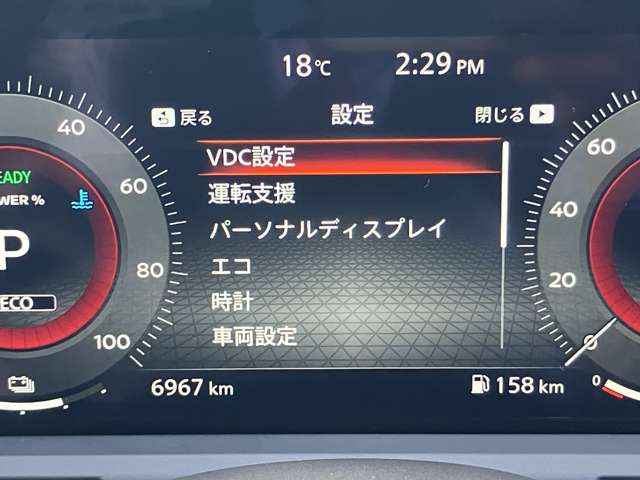 18℃ 2:29 PM
戻る 設定 閉じる
VDC設定
運転支援
パーソナルディスプレイ
エコ
時計
車両設定
6967 km 158 km
EADY
WER %
P
ECO
40
60
80
100
60
40
20
0
0